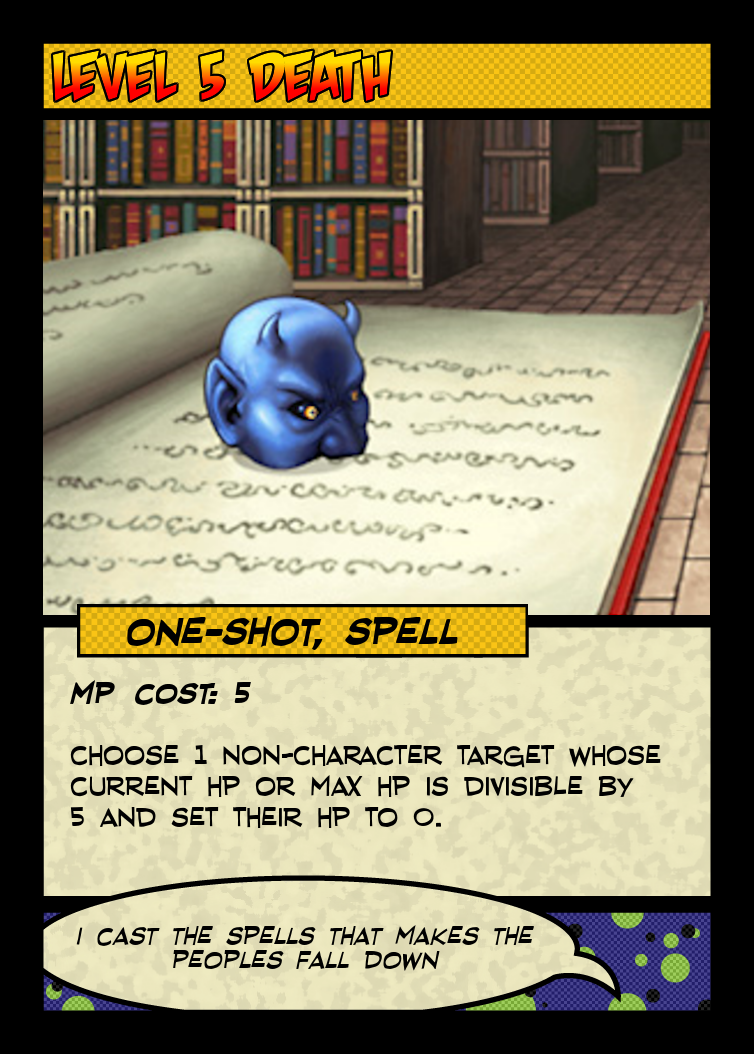 LEVEL 5 DEATH
ONE-SHOT, SPELL
MP COST: 5
CHOOSE 1 NON-CHARACTER TARGET WHOSE
CURRENT HP OR MAX HP IS DIVISIBLE BY
5 AND SET THEIR HP TO 0.
I CAST THE SPELLS THAT MAKES THE
PEOPLES FALL DOWN